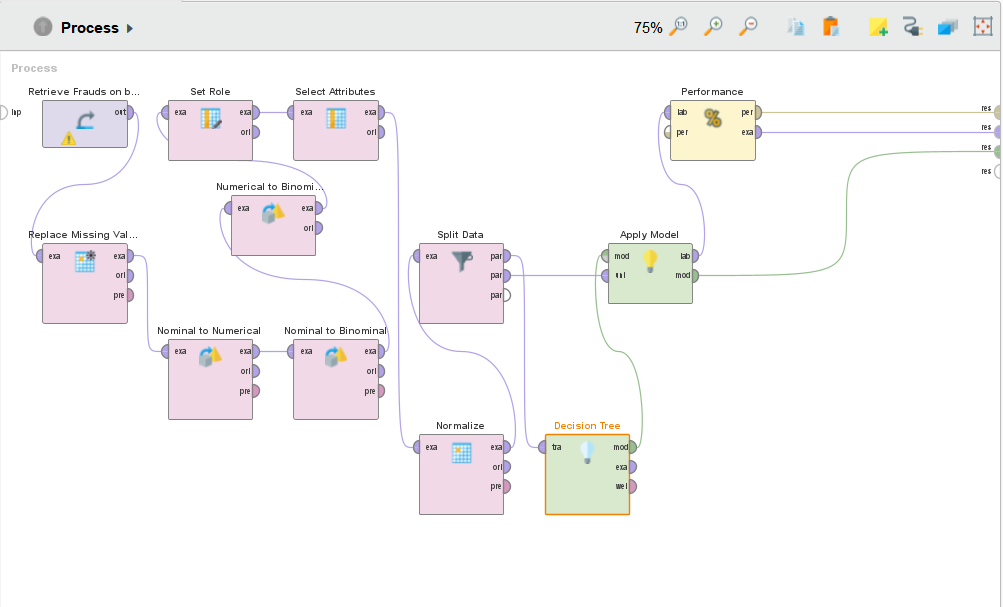 Process
75%
Process
Inp
Retrieve Frauds on b...
out
Set Role
exa
exa
ori
Select Attributes
exa
exa
ori
Performance
lab
per
per
exa
res
res
res
res
Numerical to Binomi...
exa
exa
ori
Replace Missing Val...
exa
exa
ori
pre
Split Data
exa
par
par
par
Apply Model
mod
lab
unl
mod
Nominal to Numerical
exa
exa
ori
pre
Nominal to Binominal
exa
exa
ori
pre
Normalize
exa
exa
ori
pre
Decision Tree
tra
mod
exa
wei